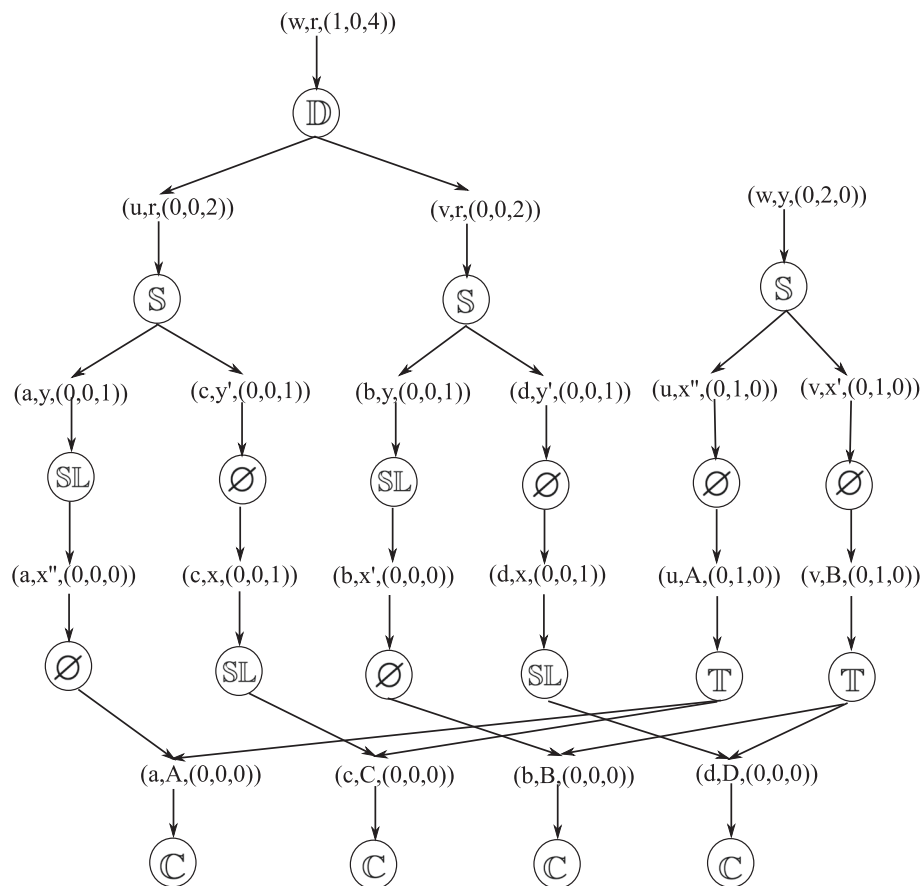 (w,r,(1,0,4))
𝔻
(u,r,(0,0,2)) (v,r,(0,0,2)) (w,y,(0,2,0))
𝕊 𝕊 𝕊
(a,y,(0,0,1)) (c,y',(0,0,1)) (b,y,(0,0,1)) (d,y',(0,0,1)) (u,x",(0,1,0)) (v,x',(0,1,0))
𝕊𝕃 ∅ 𝕊𝕃 ∅ ∅ ∅
(a,x",(0,0,0)) (c,x,(0,0,1)) (b,x',(0,0,0)) (d,x,(0,0,1)) (u,A,(0,1,0)) (v,B,(0,1,0))
∅ 𝕊𝕃 ∅ 𝕊𝕃 𝕋 𝕋
(a,A,(0,0,0)) (c,C,(0,0,0)) (b,B,(0,0,0)) (d,D,(0,0,0))
ℂ ℂ ℂ ℂ